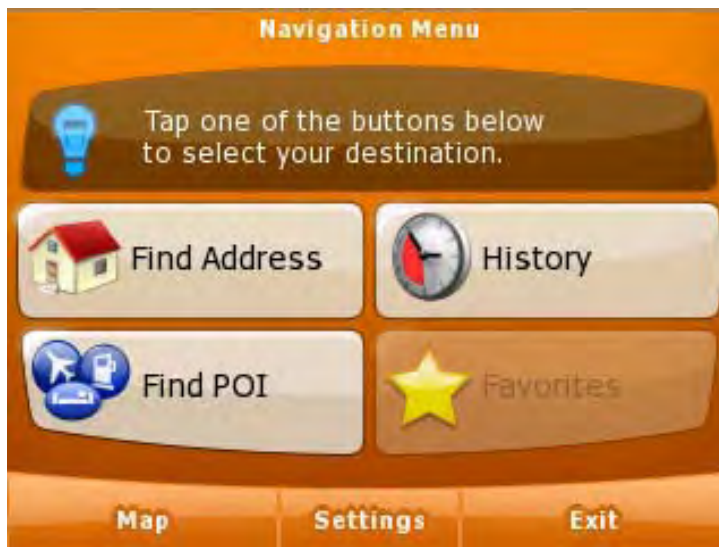 Navigation Menu
Tap one of the buttons below
to select your destination.
Find Address
History
Find POI
Favorites
Map
Settings
Exit